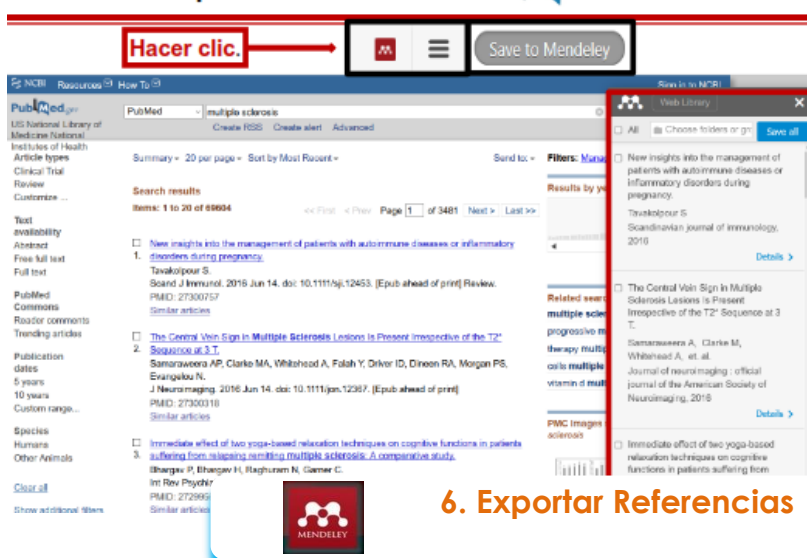 Hacer clic.
Save to Mendeley
NCBI Resources How To
Sign in to NCBI
PubMed.gov
US National Library of
Medicine National
Institutes of Health
PubMed
multiple sclerosis
Create RSS Create alert Advanced
Article types
Clinical Trial
Review
Customize ...
Text
availability
Abstract
Free full text
Full text
PubMed
Commons
Reader comments
Trending articles
Publication
dates
5 years
10 years
Custom range...
Species
Humans
Other Animals
Clear all
Show additional filters
Summary 20 per page Sort by Most Recent
Send to:
Search results
Items: 1 to 20 of 69604
<< First < Prev Page 1 of 3481 Next > Last >>
New insights into the management of patients with autoimmune diseases or inflammatory
1. disorders during pregnancy.
Tavakolpour S.
Scand J Immunol. 2016 Jun 14. doi: 10.1111/sji.12453. [Epub ahead of print] Review.
PMID: 27300757
Similar articles
The Central Vein Sign in Multiple Sclerosis Lesions Is Present Irrespective of the T2*
2. Sequence at 3 T.
Samaraweera AP, Clarke MA, Whitehead A, Falah Y, Driver ID, Dineen RA, Morgan PS,
Evangelou N.
J Neuroimaging. 2016 Jun 14. doi: 10.1111/jon.12367. [Epub ahead of print]
PMID: 27300318
Similar articles
Immediate effect of two yoga-based relaxation techniques on cognitive functions in patients
3. suffering from relapsing remitting multiple sclerosis: A comparative study.
Bhargav P, Bhargav H, Raghuram N, Garner C.
Int Rev Psychi
PMID: 272995
Similar articles
Filters: Manag
Results by ye
Related searc
multiple scler
progressive m
therapy multip
cells multiple
vitamin d mult
PMC Images
sclerosis
Web Library
All Choose folders or gr Save all
New insights into the management of
patients with autoimmune diseases or
inflammatory disorders during
pregnancy.
Tavakolpour S
Scandinavian journal of immunology,
2016
Details >
The Central Vein Sign in Multiple
Sclerosis Lesions Is Present
Irrespective of the T2* Sequence at 3
T.
Samaraweera A, Clarke M,
Whitehead A, et. al.
Journal of neuroimaging : official
journal of the American Society of
Neuroimaging, 2016
Details >
Immediate effect of two yoga-based
relaxation techniques on cognitive
functions in patients suffering from
MENDELEY
6. Exportar Referencias